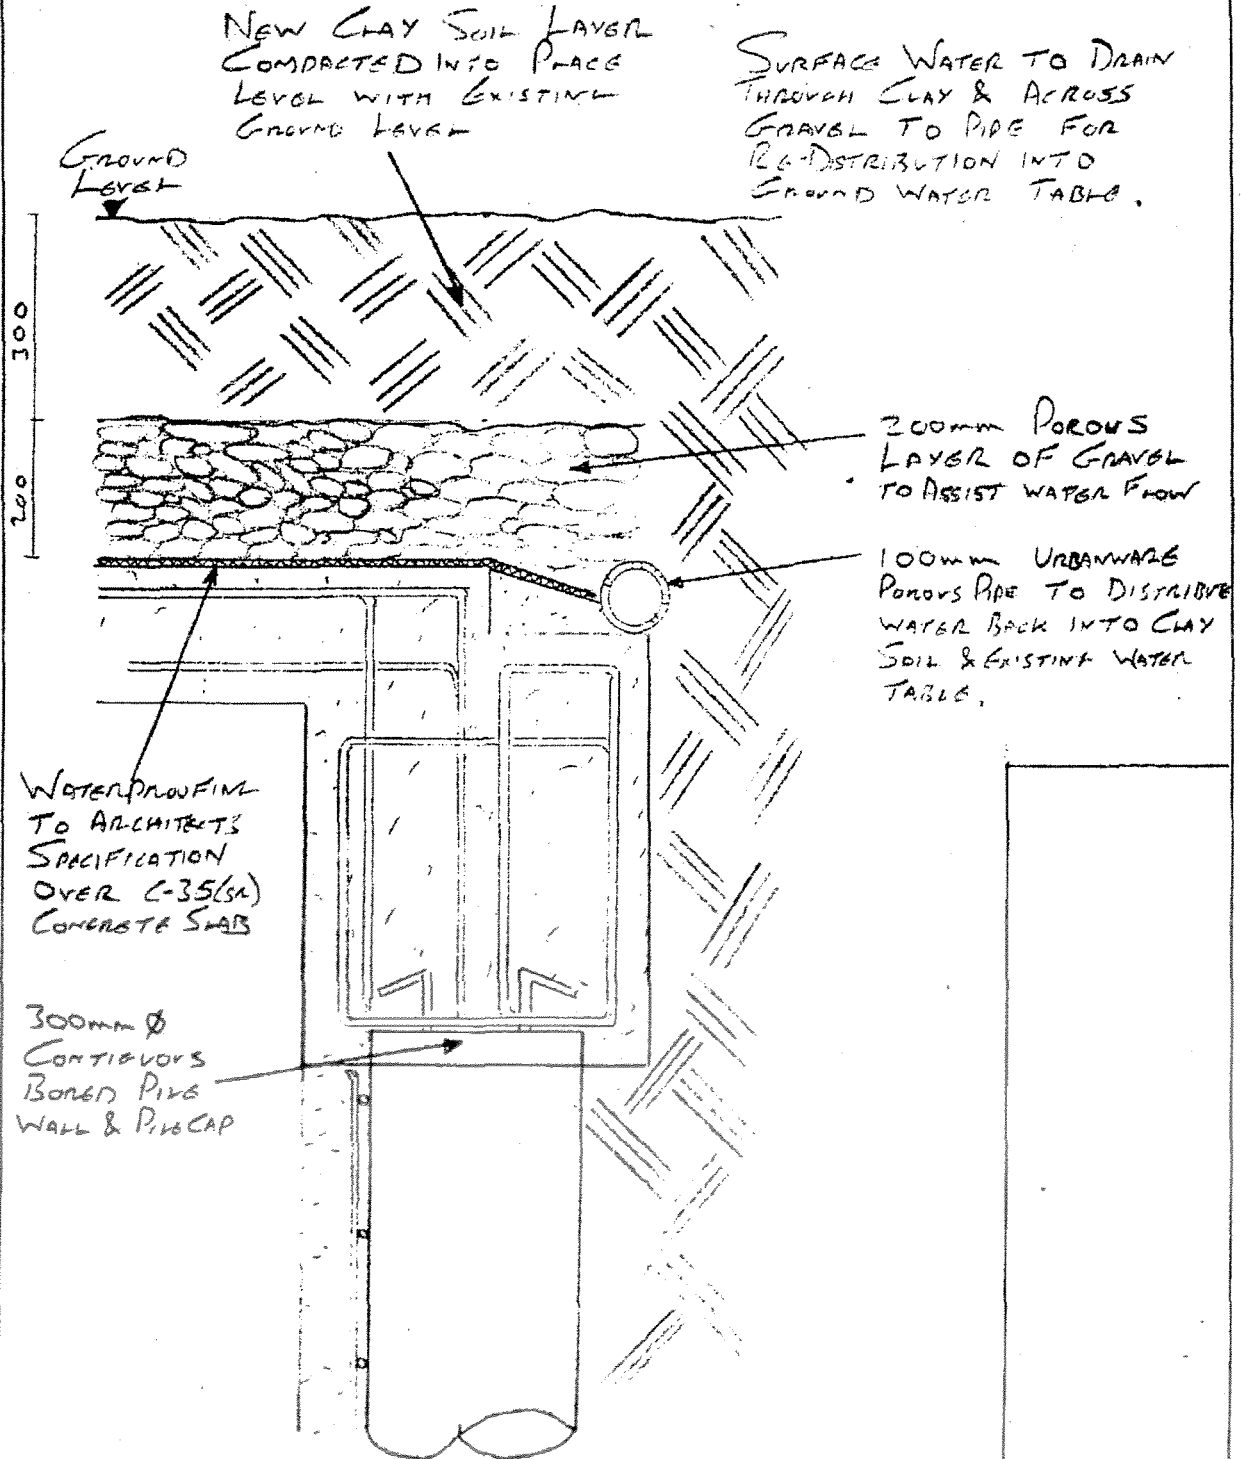 NEW CLAY SOIL LAYER
COMPACTED INTO PLACE
LEVEL WITH EXISTING
GROUND LEVEL
SURFACE WATER TO DRAIN
THROUGH CLAY & ACROSS
GRAVEL TO PIPE FOR
RE-DISTRIBUTION INTO
GROUND WATER TABLE.
GROUND
LEVEL
300
200
200mm POROUS
LAYER OF GRAVEL
TO ASSIST WATER FLOW
100mm URBANWARE
POROUS PIPE TO DISTRIBUTE
WATER BACK INTO CLAY
SOIL & EXISTING WATER
TABLE.
WATERPROOFING
TO ARCHITECTS
SPECIFICATION
OVER C-35(SR)
CONCRETE SLAB
300mm Ø
CONTIGUOUS
BORED PILE
WALL & PILE CAP